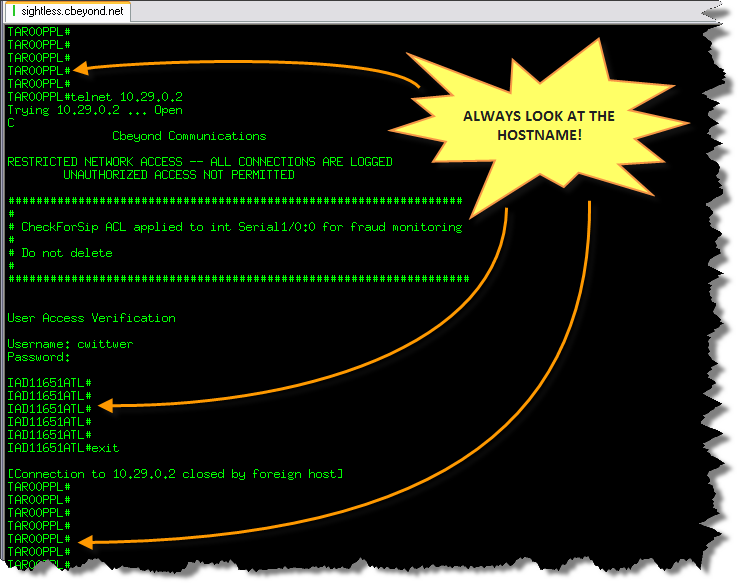 sightless.cbeyond.net
TAROOPPL#
TAROOPPL#
TAROOPPL#
TAROOPPL#
TAROOPPL#
TAROOPPL#telnet 10.29.0.2
Trying 10.29.0.2 ... Open
C
Cbeyond Communications
RESTRICTED NETWORK ACCESS -- ALL CONNECTIONS ARE LOGGED
UNAUTHORIZED ACCESS NOT PERMITTED
#################################################################
#
# CheckForSip ACL applied to int Serial1/0:0 for fraud monitoring
#
# Do not delete
#
##################################################################
User Access Verification
Username: cwittwer
Password:
IAD11651ATL#
IAD11651ATL#
IAD11651ATL#
IAD11651ATL#
IAD11651ATL#
IAD11651ATL#exit
[Connection to 10.29.0.2 closed by foreign host]
TAROOPPL#
TAROOPPL#
TAROOPPL#
TAROOPPL#
TAROOPPL#
TAROOPPL#
TAROOPPL#
ALWAYS LOOK AT THE
HOSTNAME!